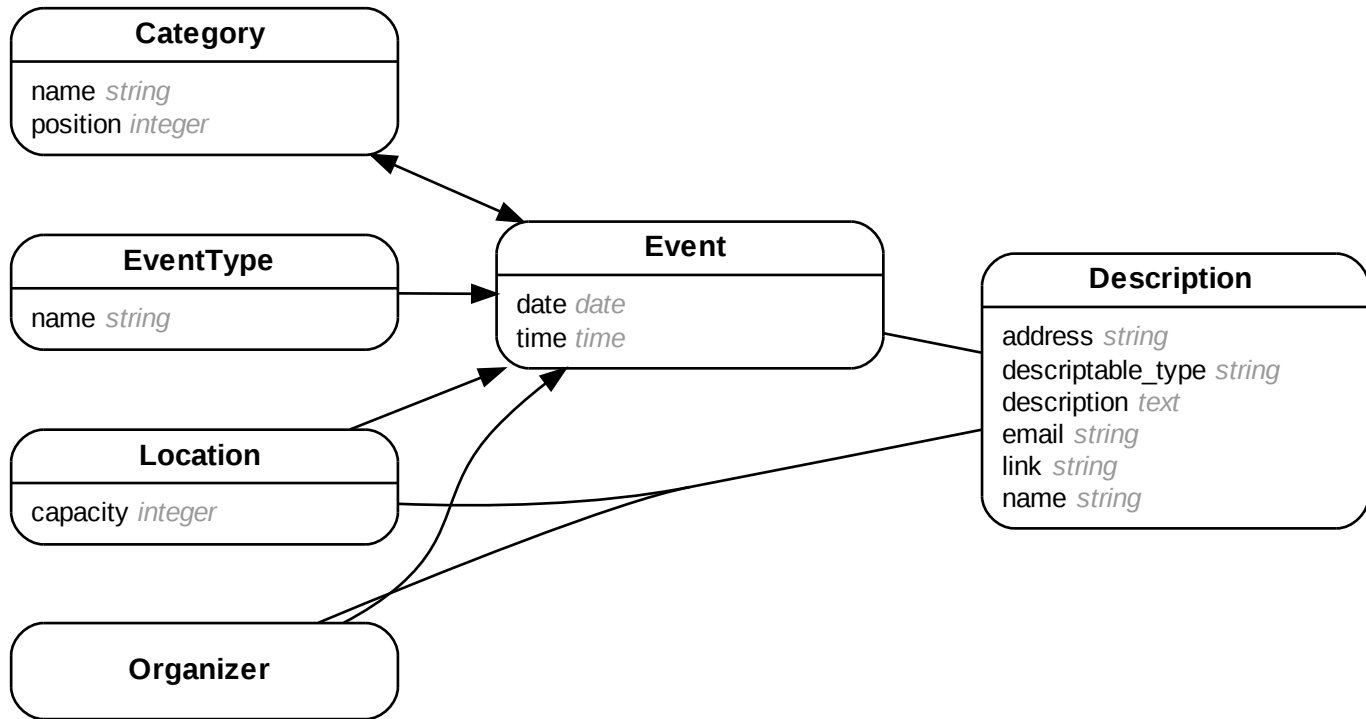 Category
name string
position integer
EventType
name string
Event
date date
time time
Description
address string
descriptable_type string
description text
email string
link string
name string
Location
capacity integer
Organizer